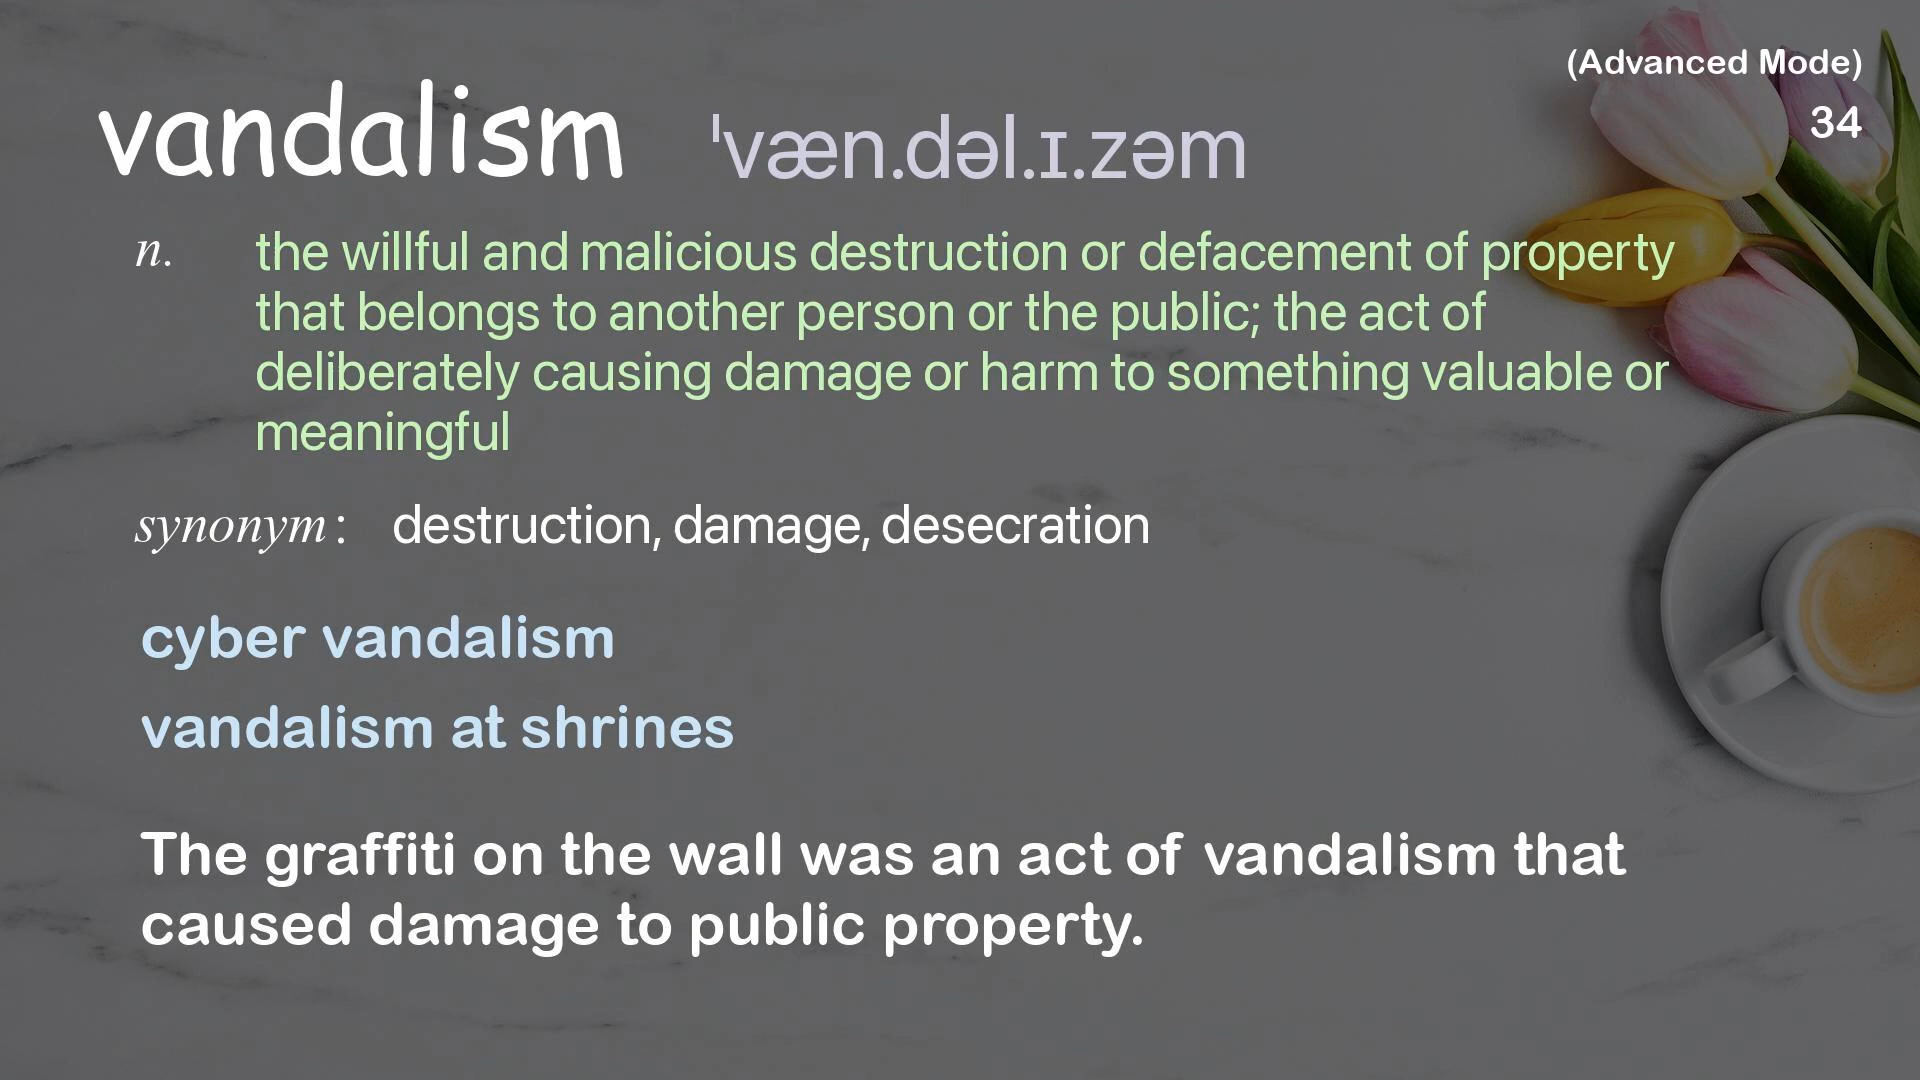 (Advanced Mode)
34
vandalism ˈvæn.dəl.ɪ.zəm
n. the willful and malicious destruction or defacement of property
that belongs to another person or the public; the act of
deliberately causing damage or harm to something valuable or
meaningful
synonym: destruction, damage, desecration
cyber vandalism
vandalism at shrines
The graffiti on the wall was an act of vandalism that
caused damage to public property.